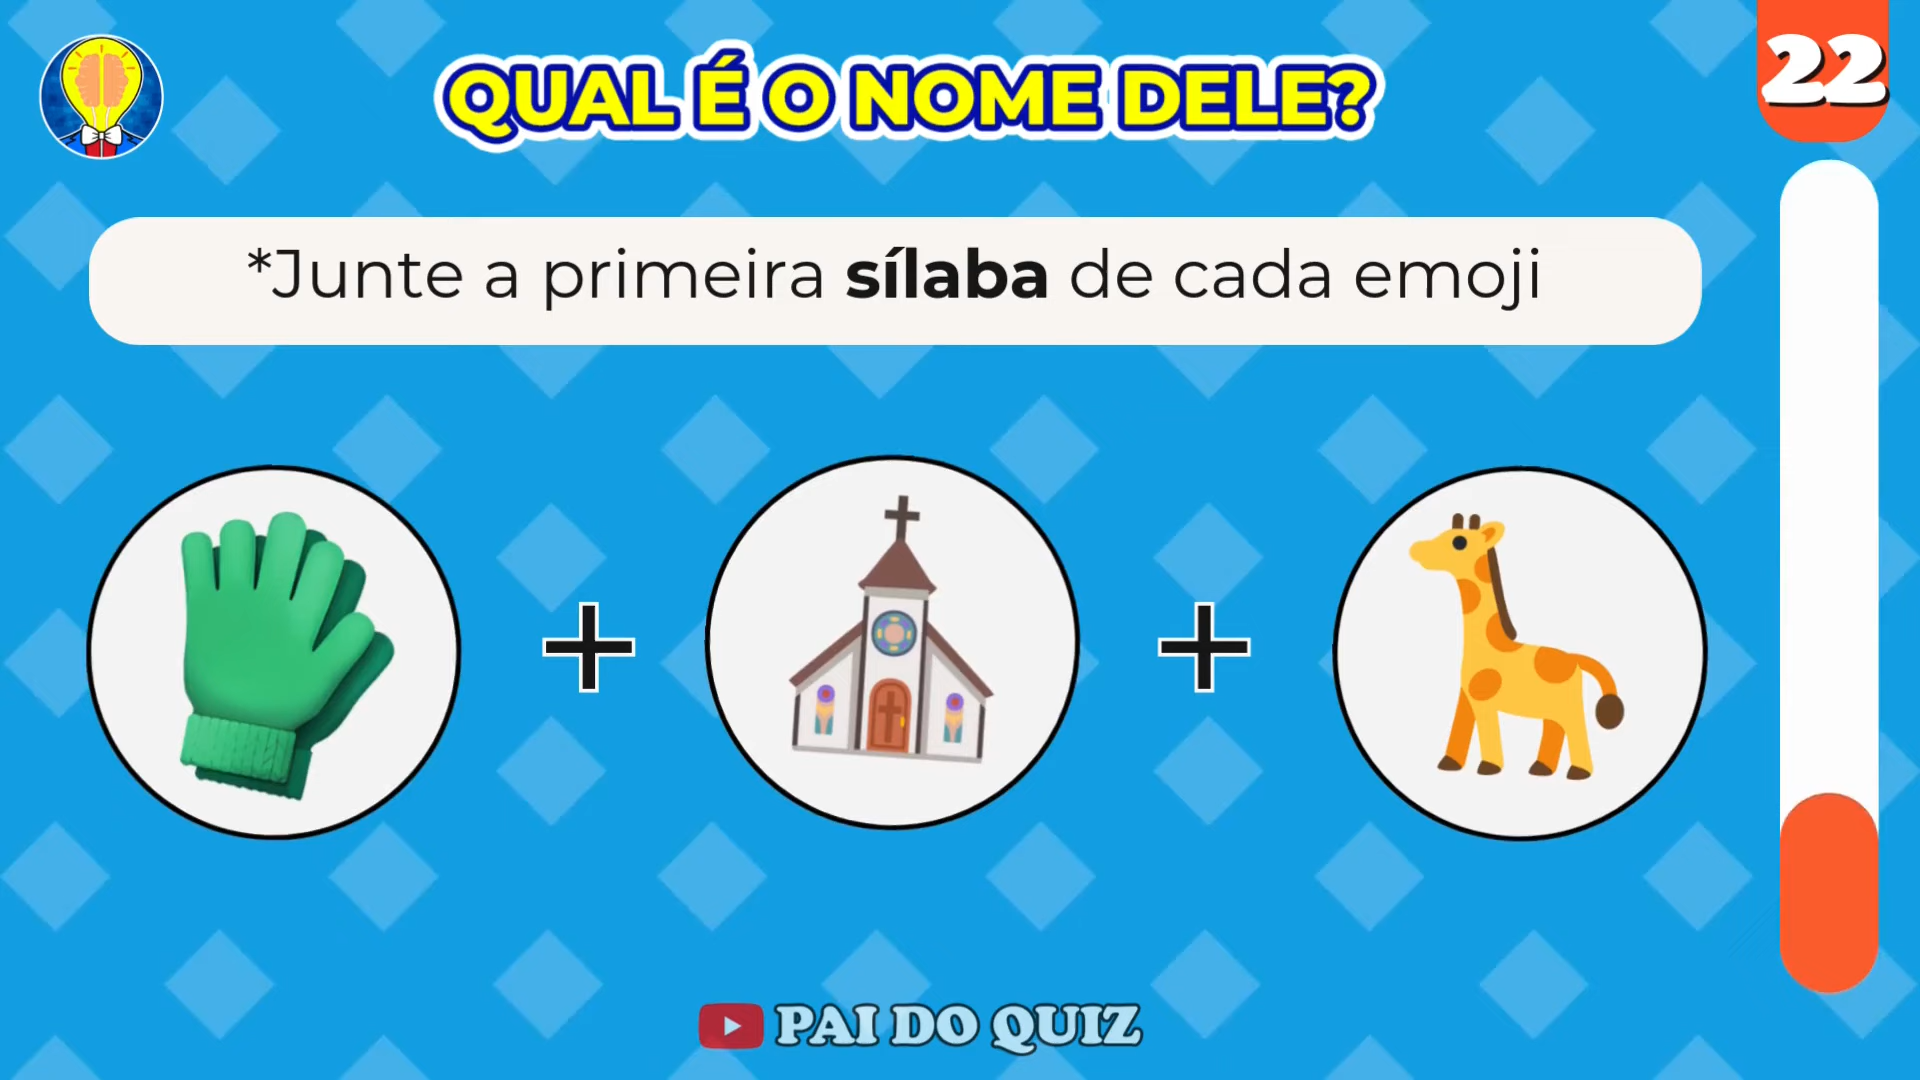 QUAL É O NOME DELE?
22
*Junte a primeira sílaba de cada emoji
+
+
PAI DO QUIZ